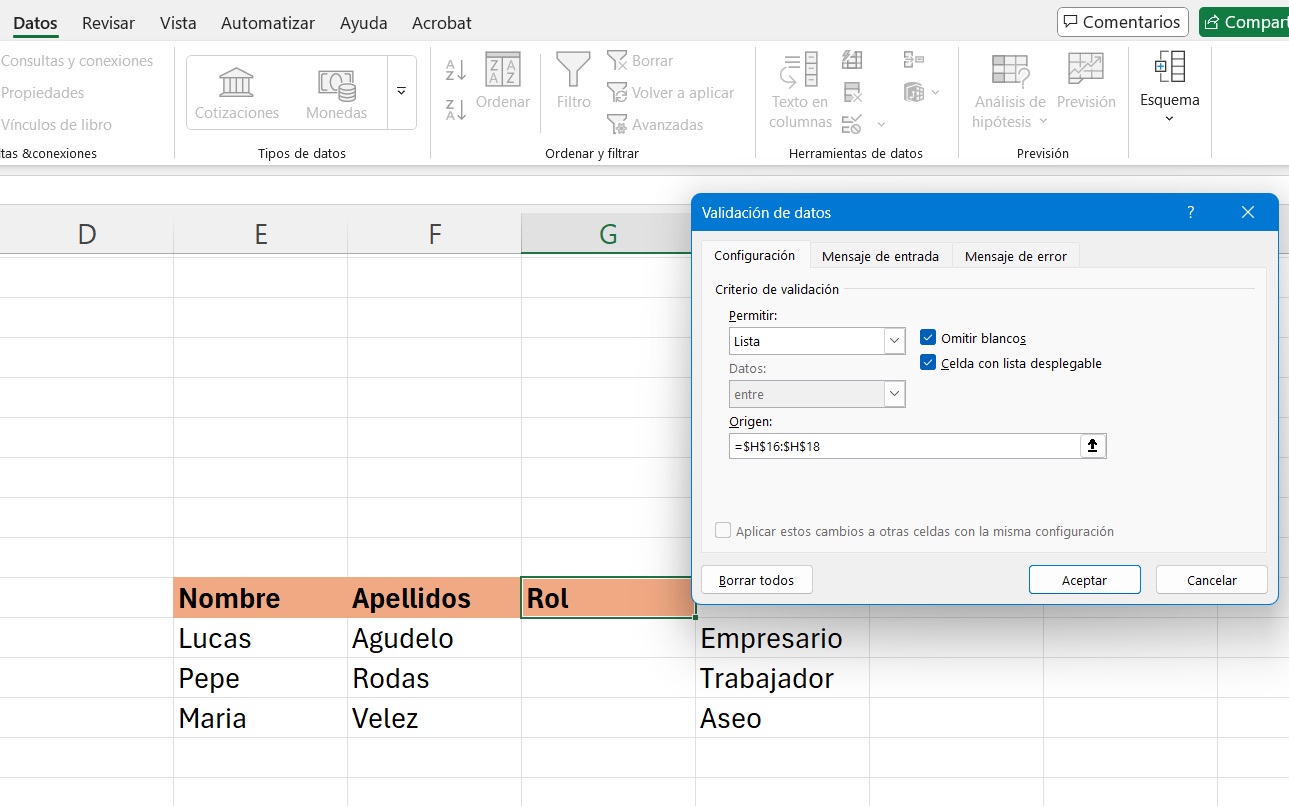 Datos Revisar Vista Automatizar Ayuda Acrobat Comentarios
Consultas y conexiones
Propiedades
Vínculos de libro
&conexiones
Cotizaciones Monedas
Tipos de datos
A
Z
Z
A
Z A
A Z
Ordenar
Filtro
Borrar
Volver a aplicar
Avanzadas
Ordenar y filtrar
Texto en
columnas
Herramientas de datos
Análisis de
hipótesis
Previsión
Previsión
Esquema
D E F G
Validación de datos ?
Configuración Mensaje de entrada Mensaje de error
Criterio de validación
Permitir:
Lista
Omitir blancos
Celda con lista desplegable
Datos:
entre
Origen:
=$H$16:$H$18
Aplicar estos cambios a otras celdas con la misma configuración
Borrar todos Aceptar Cancelar
Nombre Apellidos Rol
Lucas Agudelo Empresario
Pepe Rodas Trabajador
Maria Velez Aseo